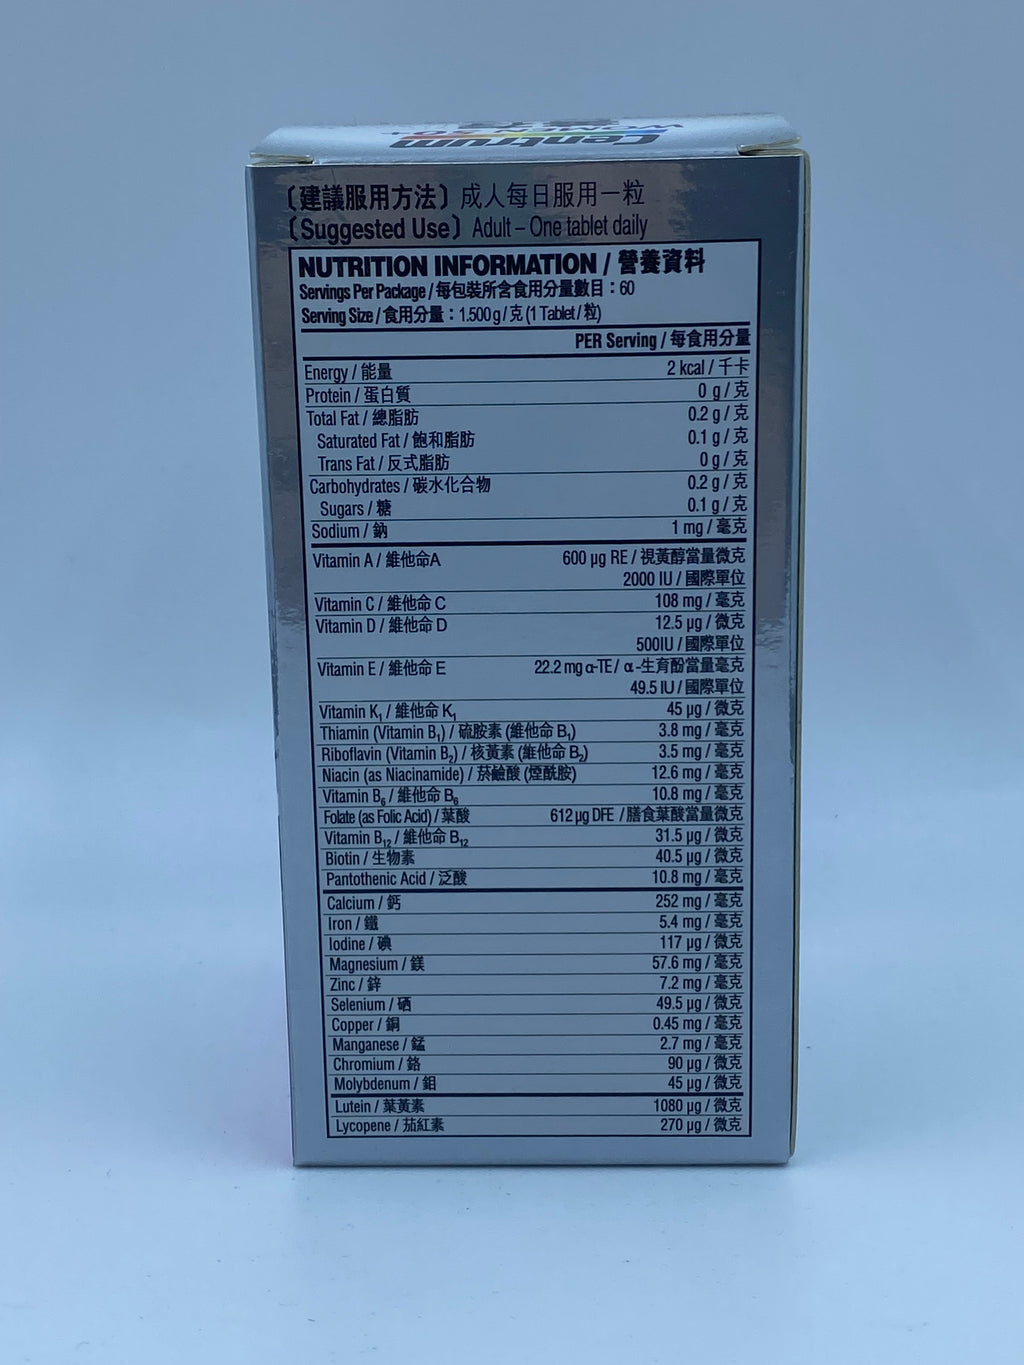 Centrum
WOMEN 50+
〔建議服用方法〕成人每日服用一粒
〔Suggested Use〕Adult – One tablet daily
NUTRITION INFORMATION / 營養資料
Servings Per Package / 每包裝所含食用分量數目：60
Serving Size / 食用分量：1.500 g / 克 (1 Tablet / 粒)
PER Serving / 每食用分量
Energy / 能量 2 kcal / 千卡
Protein / 蛋白質 0 g / 克
Total Fat / 總脂肪 0.2 g / 克
Saturated Fat / 飽和脂肪 0.1 g / 克
Trans Fat / 反式脂肪 0 g / 克
Carbohydrates / 碳水化合物 0.2 g / 克
Sugars / 糖 0.1 g / 克
Sodium / 鈉 1 mg / 毫克
Vitamin A / 維他命A 600 µg RE / 視黃醇當量微克
2000 IU / 國際單位
Vitamin C / 維他命 C 108 mg / 毫克
Vitamin D / 維他命 D 12.5 µg / 微克
500IU / 國際單位
Vitamin E / 維他命 E 22.2 mg α-TE / α-生育酚當量毫克
49.5 IU / 國際單位
Vitamin K₁ / 維他命 K₁ 45 µg / 微克
Thiamin (Vitamin B₁) / 硫胺素 (維他命 B₁) 3.8 mg / 毫克
Riboflavin (Vitamin B₂) / 核黃素 (維他命 B₂) 3.5 mg / 毫克
Niacin (as Niacinamide) / 菸鹼酸 (煙酰胺) 12.6 mg / 毫克
Vitamin B₆ / 維他命 B₆ 10.8 mg / 毫克
Folate (as Folic Acid) / 葉酸 612 µg DFE / 膳食葉酸當量微克
Vitamin B₁₂ / 維他命 B₁₂ 31.5 µg / 微克
Biotin / 生物素 40.5 µg / 微克
Pantothenic Acid / 泛酸 10.8 mg / 毫克
Calcium / 鈣 252 mg / 毫克
Iron / 鐵 5.4 mg / 毫克
Iodine / 碘 117 µg / 微克
Magnesium / 鎂 57.6 mg / 毫克
Zinc / 鋅 7.2 mg / 毫克
Selenium / 硒 49.5 µg / 微克
Copper / 銅 0.45 mg / 毫克
Manganese / 錳 2.7 mg / 毫克
Chromium / 鉻 90 µg / 微克
Molybdenum / 鉬 45 µg / 微克
Lutein / 葉黃素 1080 µg / 微克
Lycopene / 茄紅素 270 µg / 微克